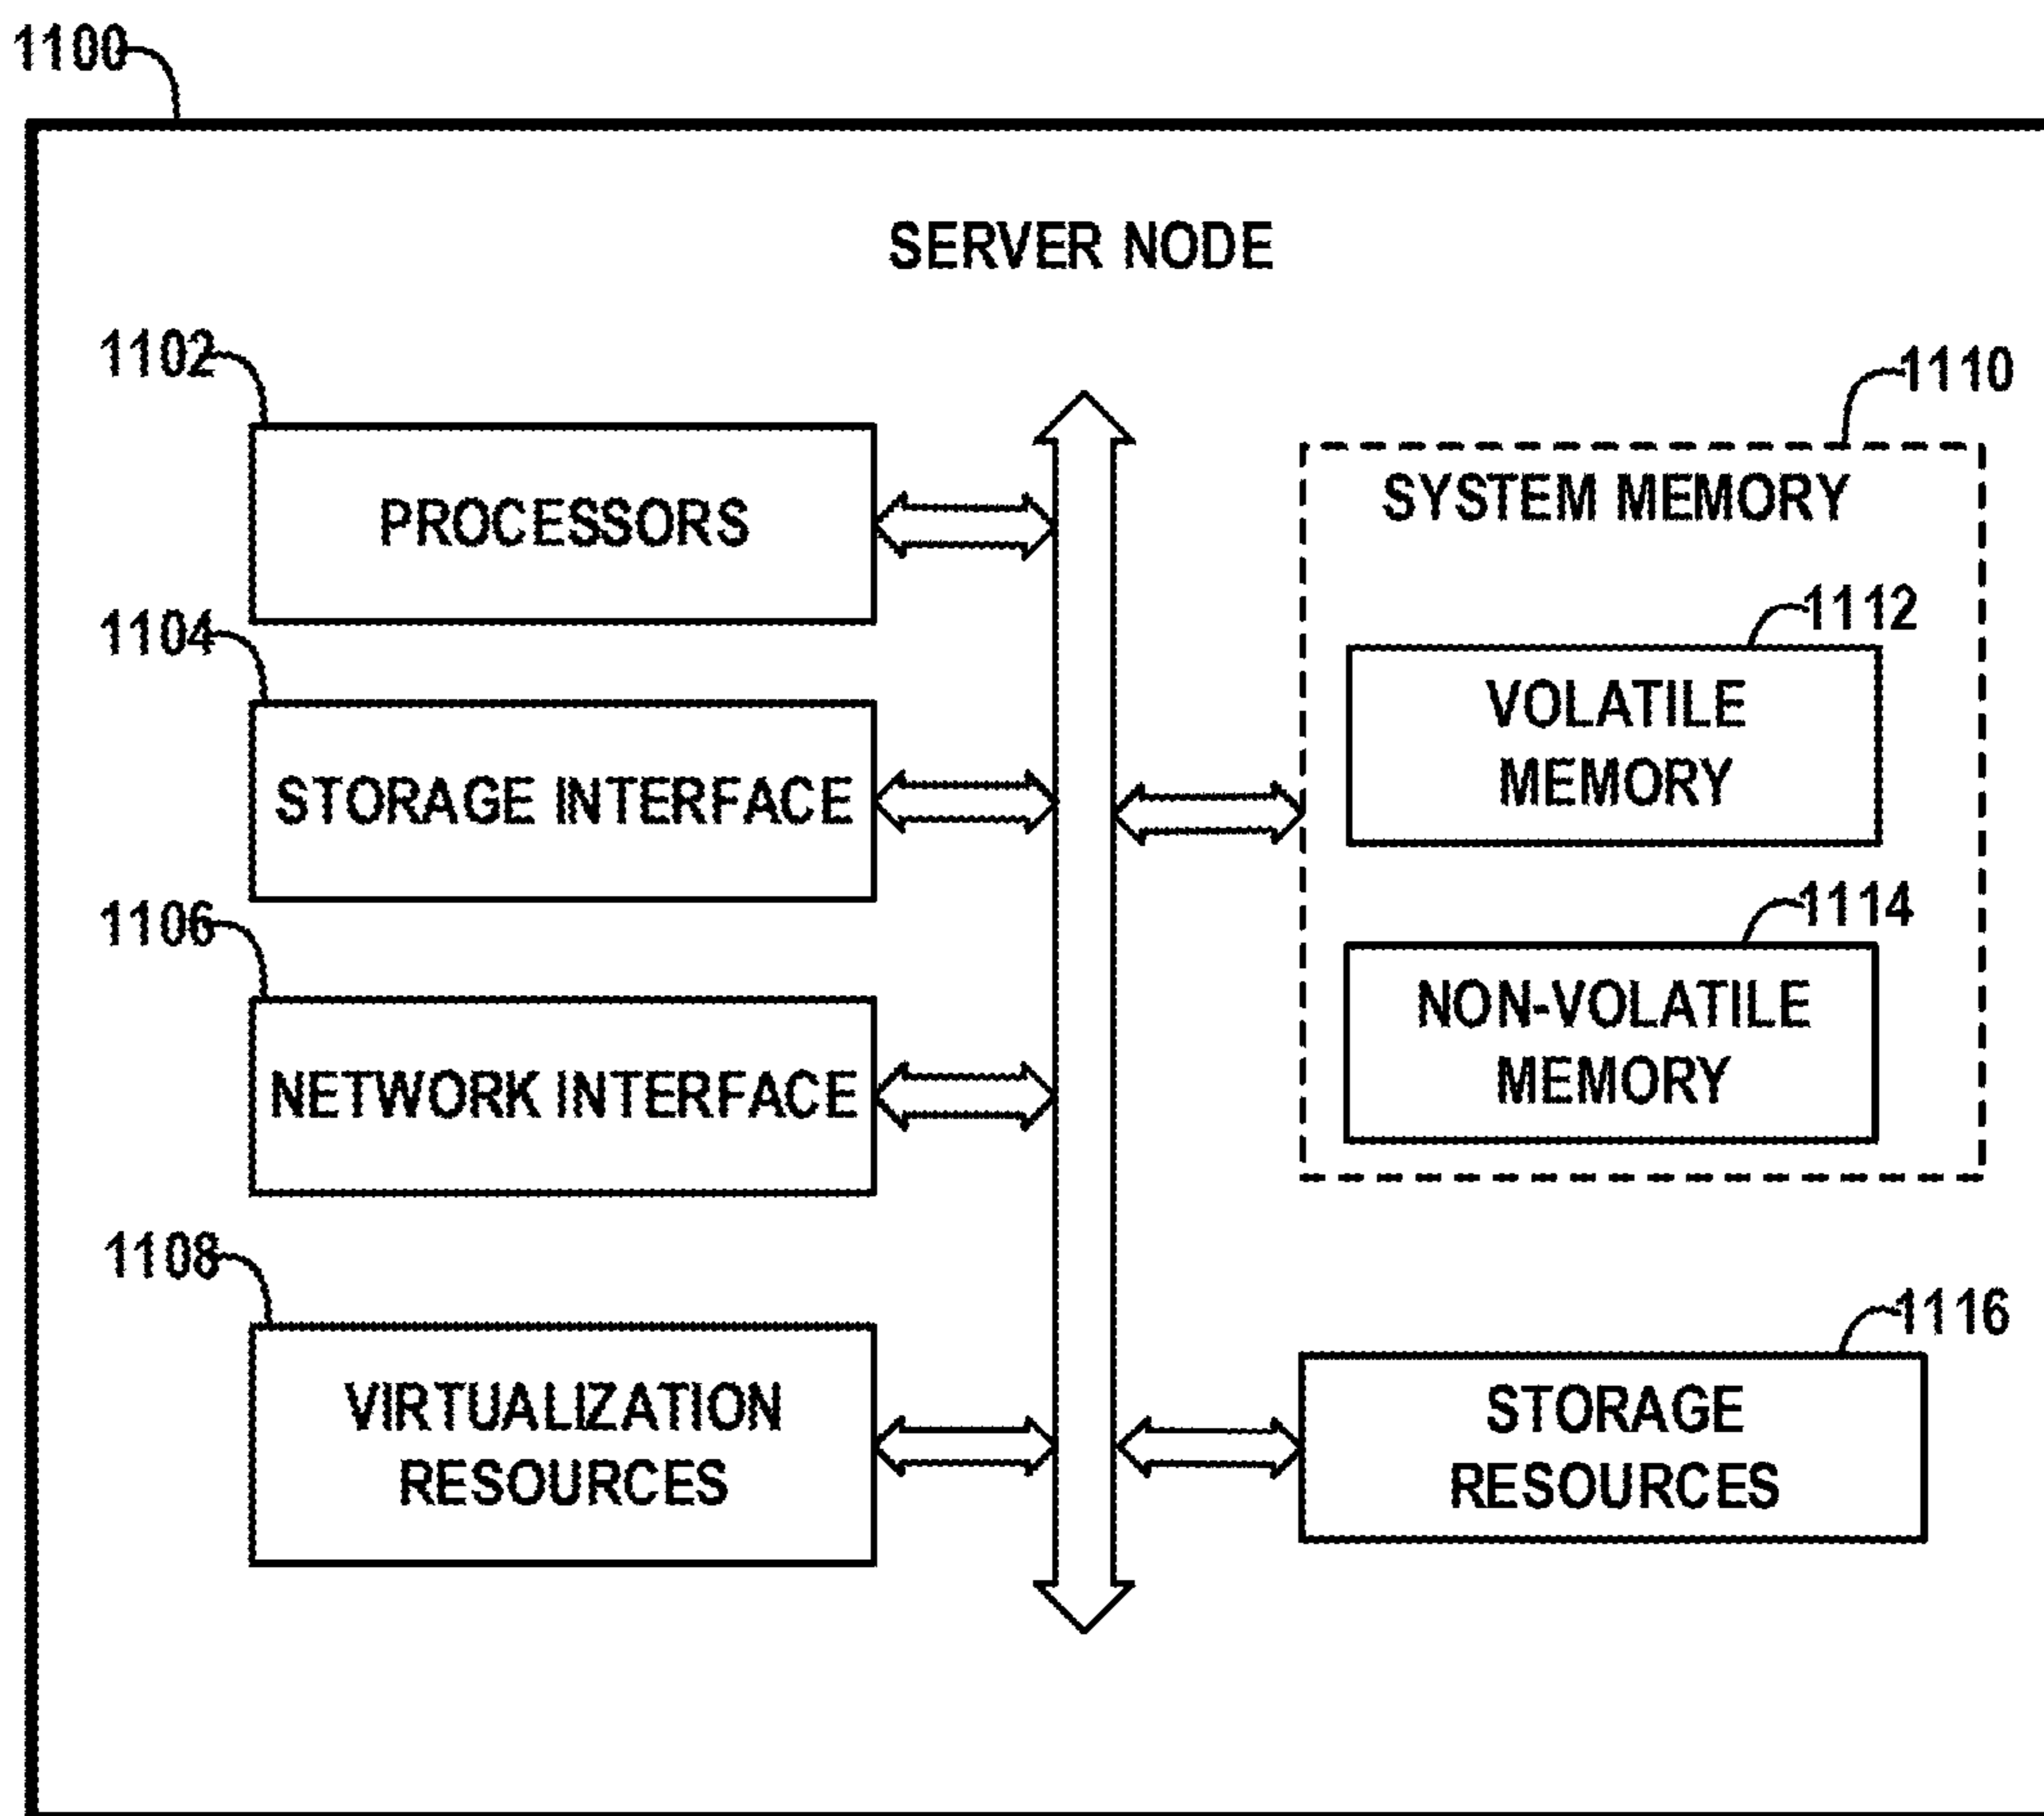 1100
SERVER NODE
1102
PROCESSORS
1104
STORAGE INTERFACE
1106
NETWORK INTERFACE
1108
VIRTUALIZATION
RESOURCES
1110
SYSTEM MEMORY
1112
VOLATILE
MEMORY
1114
NON-VOLATILE
MEMORY
1116
STORAGE
RESOURCES